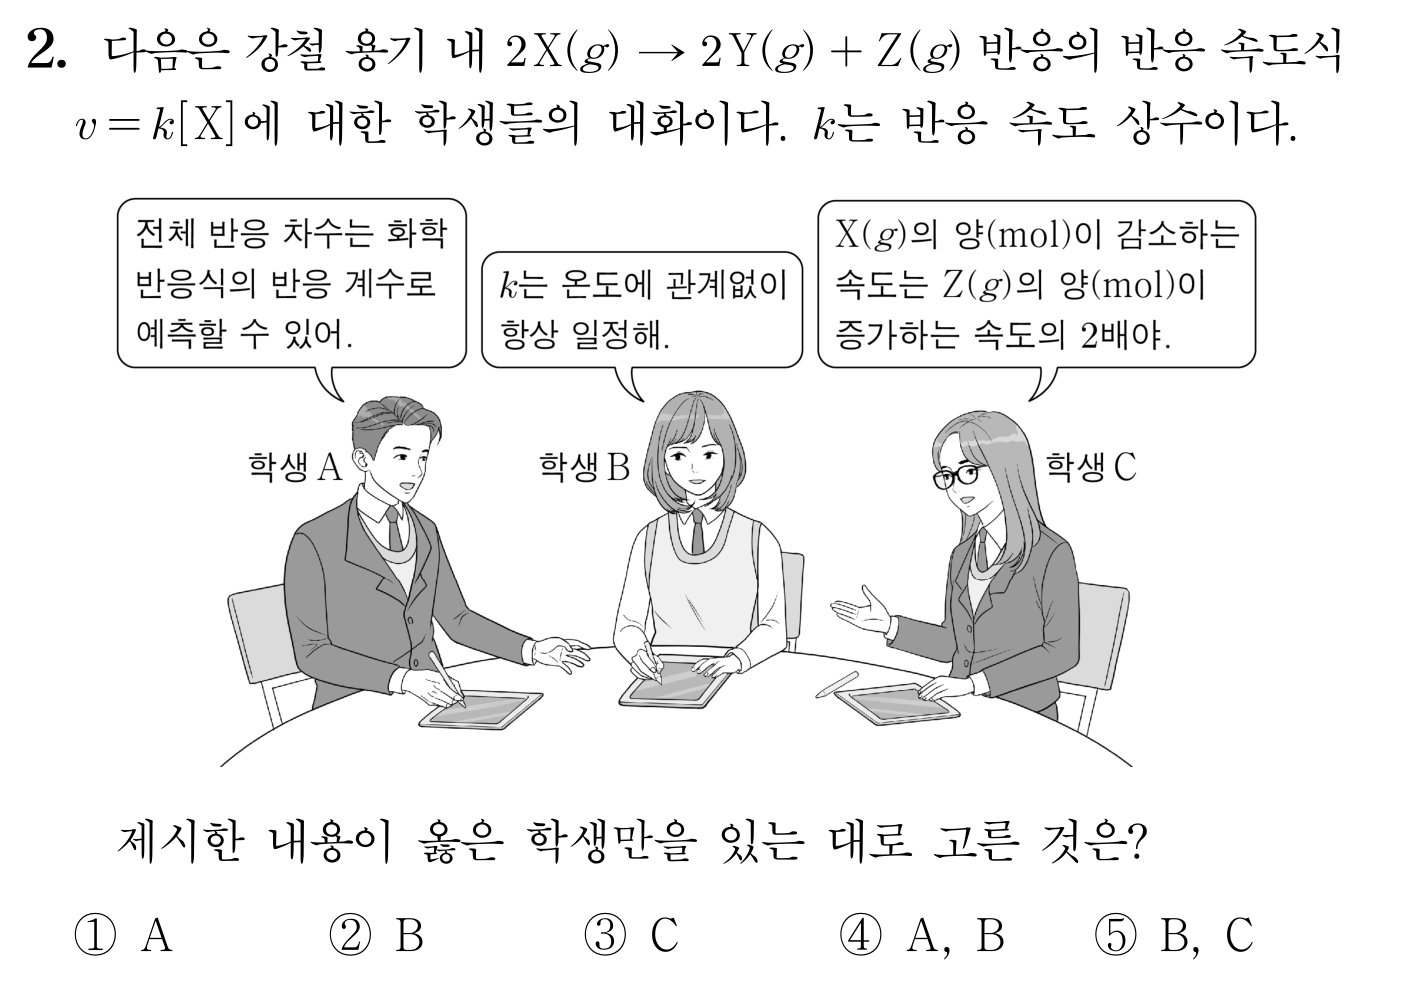 2. 다음은 강철 용기 내 2X(g) → 2Y(g) + Z(g) 반응의 반응 속도식
v = k[X]에 대한 학생들의 대화이다. k는 반응 속도 상수이다.
전체 반응 차수는 화학
반응식의 반응 계수로
예측할 수 있어.
k는 온도에 관계없이
항상 일정해.
X(g)의 양(mol)이 감소하는
속도는 Z(g)의 양(mol)이
증가하는 속도의 2배야.
학생 A
학생 B
학생 C
제시한 내용이 옳은 학생만을 있는 대로 고른 것은?
① A ② B ③ C ④ A, B ⑤ B, C